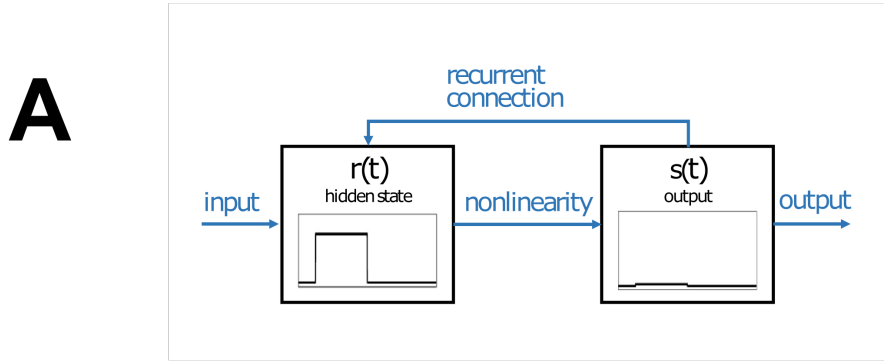 A
recurrent
connection
r(t)
hidden state
s(t)
output
input
nonlinearity
output